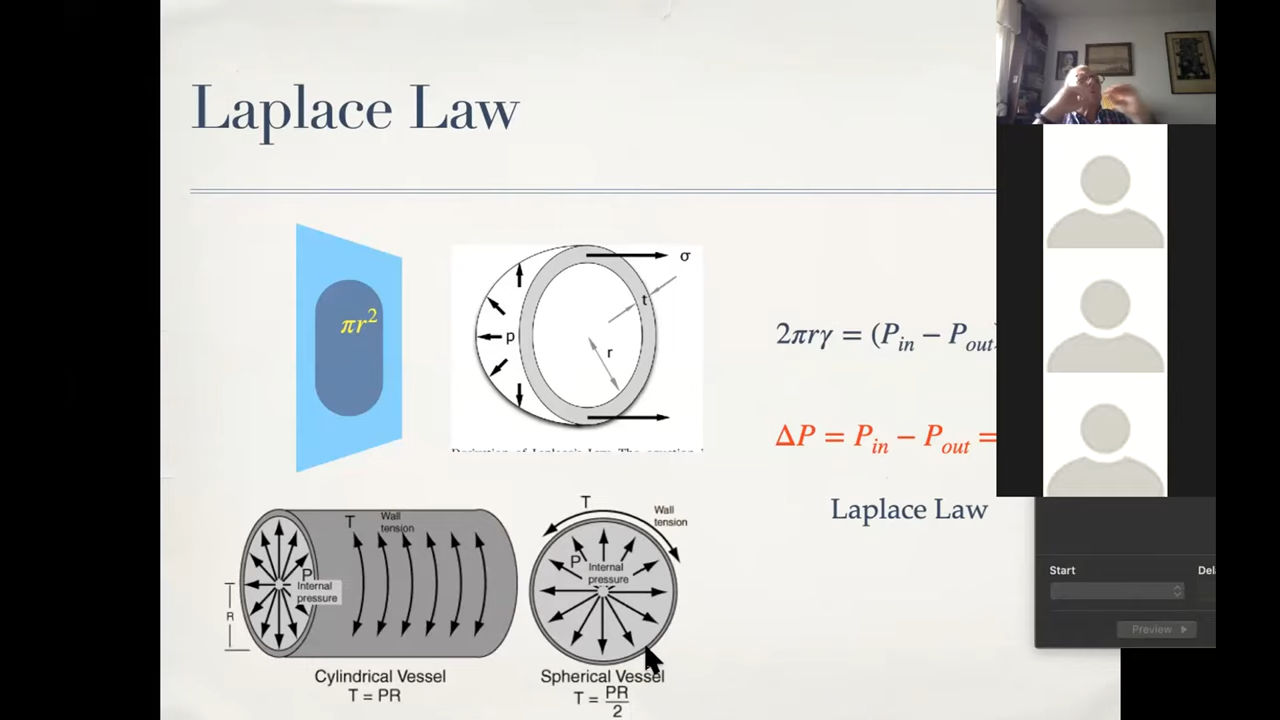 Laplace Law
πr²
σ
t
p
r
2πrγ = (P_in − P_out
ΔP = P_in − P_out =
Laplace Law
T
Wall
tension
P
Internal
pressure
R
Cylindrical Vessel
T = PR
T
Wall
tension
P
Internal
pressure
Spherical Vessel
T = PR/2
Start
Preview